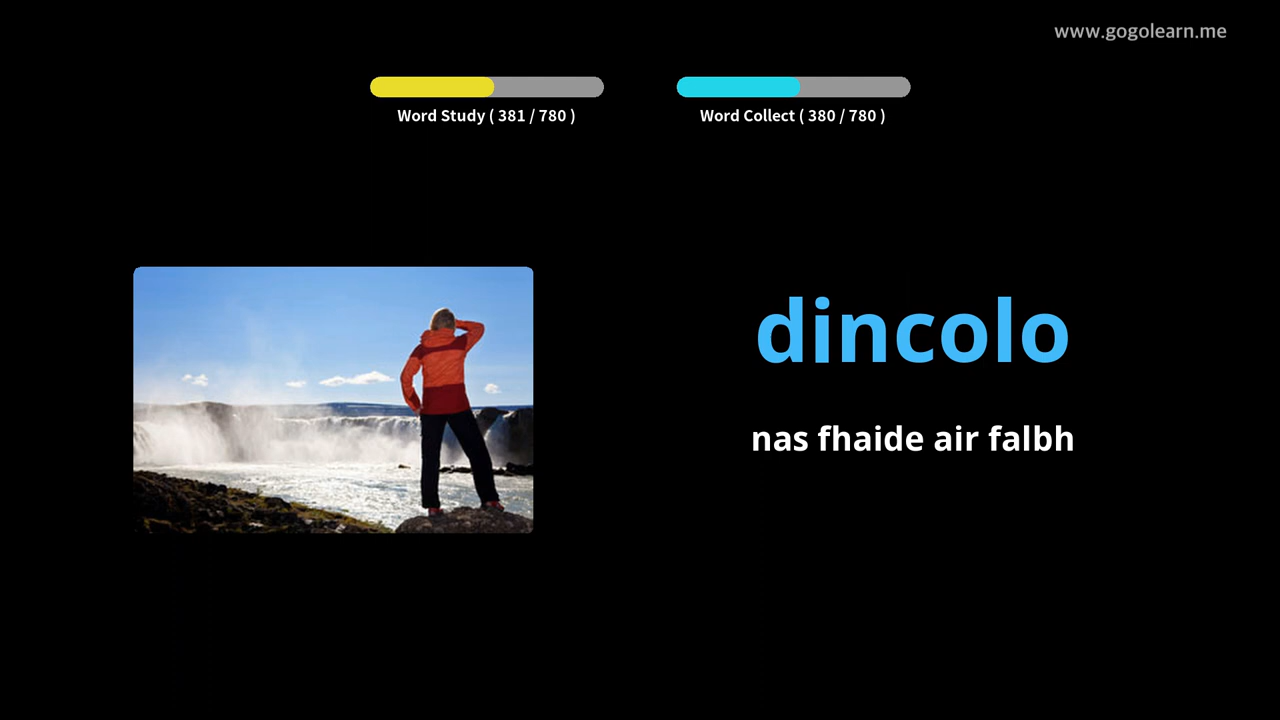 www.gogolearn.me
Word Study ( 381 / 780 )
Word Collect ( 380 / 780 )
dincolo
nas fhaide air falbh